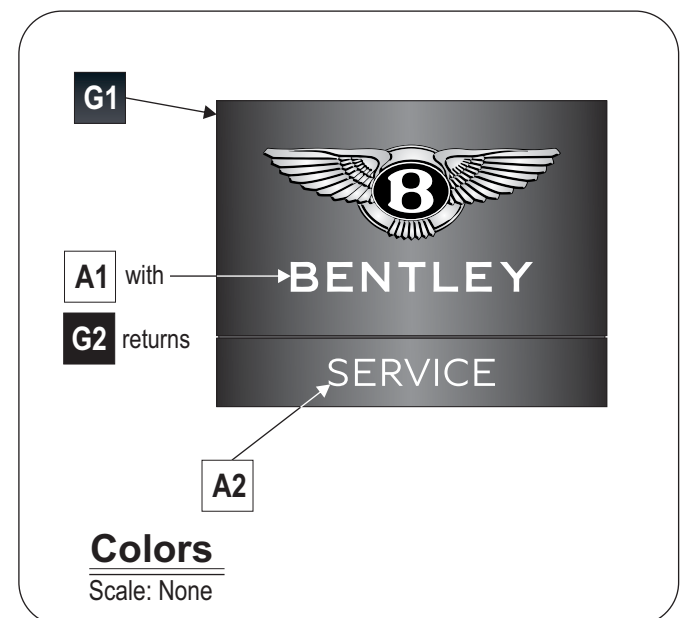 G1
B
A1 with
BENTLEY
G2 returns
SERVICE
A2
Colors
Scale: None